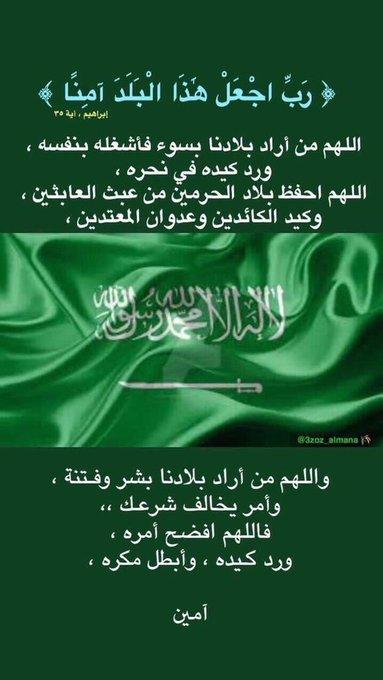 ﴿ رَبِّ اجْعَلْ هَٰذَا الْبَلَدَ آمِنًا ﴾
إبراهيم ، آية ٣٥
اللهم من أراد بلادنا بسوء فأشغله بنفسه ،
ورد كيده في نحره ،
اللهم احفظ بلاد الحرمين من عبث العابثين ،
وكيد الكائدين وعدوان المعتدين ،
لا إله إلا الله محمد رسول الله
@3zoz_almana
واللهم من أراد بلادنا بشر وفتنة ،
وأمر يخالف شرعك ،،
فاللهم افضح أمره ،
ورد كيده ، وأبطل مكره ،
آمين